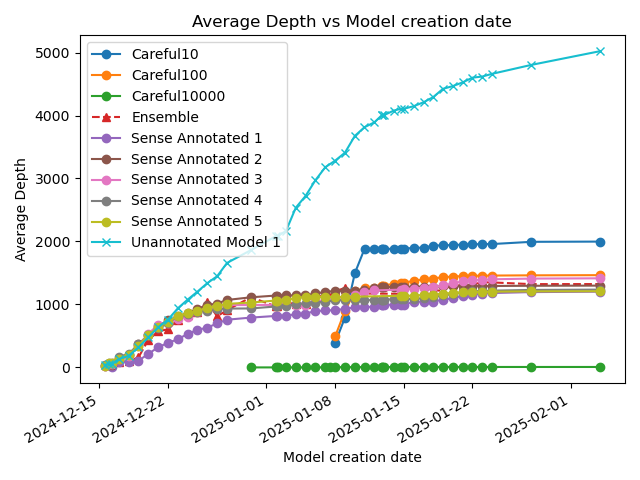 Average Depth vs Model creation date
Careful10
Careful100
Careful10000
Ensemble
Sense Annotated 1
Sense Annotated 2
Sense Annotated 3
Sense Annotated 4
Sense Annotated 5
Unannotated Model 1
Average Depth
5000
4000
3000
2000
1000
0
2024-12-15
2024-12-22
2025-01-01
2025-01-08
2025-01-15
2025-01-22
2025-02-01
Model creation date